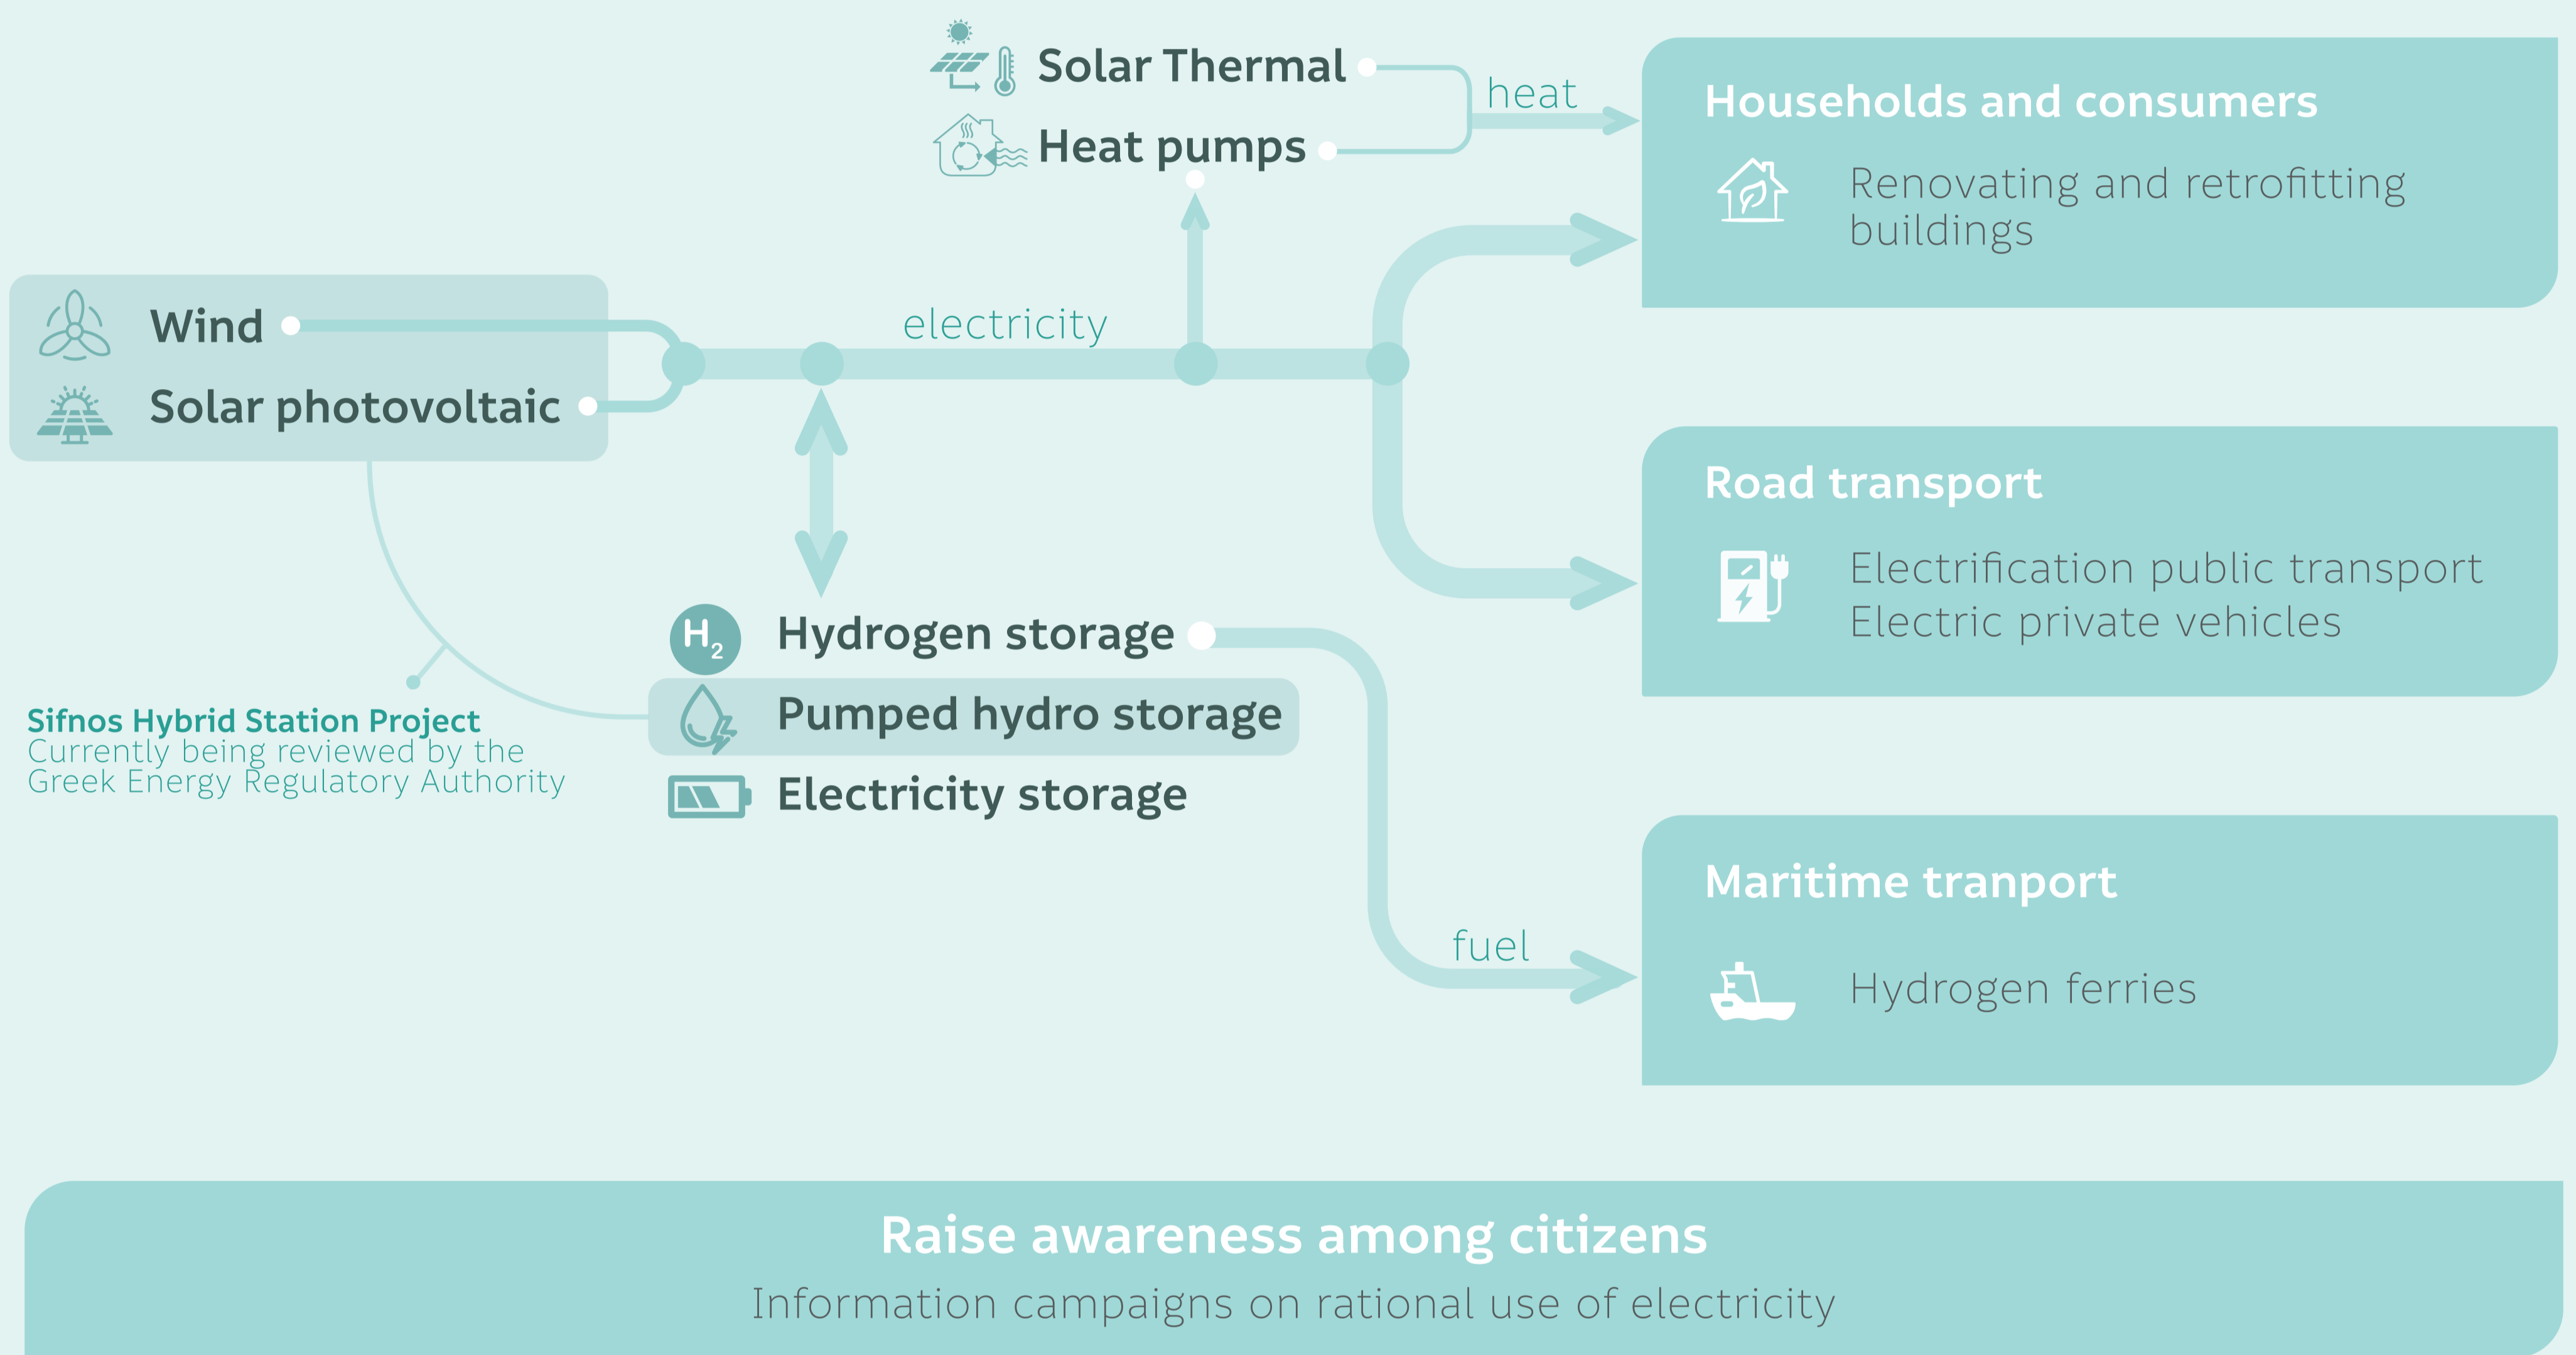 Solar Thermal
Heat pumps
heat
Households and consumers
Renovating and retrofitting
buildings
Wind
Solar photovoltaic
electricity
Road transport
Electrification public transport
Electric private vehicles
H2
Hydrogen storage
Pumped hydro storage
Electricity storage
Sifnos Hybrid Station Project
Currently being reviewed by the
Greek Energy Regulatory Authority
fuel
Maritime tranport
Hydrogen ferries
Raise awareness among citizens
Information campaigns on rational use of electricity